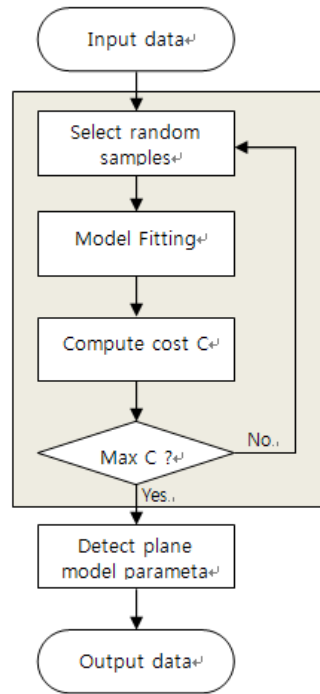 Input data↵
Select random
samples↵
Model Fitting↵
Compute cost C↵
Max C ?↵
No.
Yes.
Detect plane
model parameta↵
Output data↵